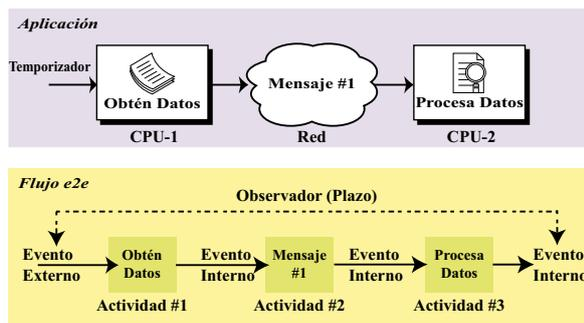 Aplicación
Temporizador
Obtén Datos
Mensaje #1
Procesa Datos
CPU-1
Red
CPU-2
Flujo e2e
Observador (Plazo)
Evento
Externo
Obtén
Datos
Evento
Interno
Mensaje
#1
Evento
Interno
Procesa
Datos
Evento
Interno
Actividad #1
Actividad #2
Actividad #3